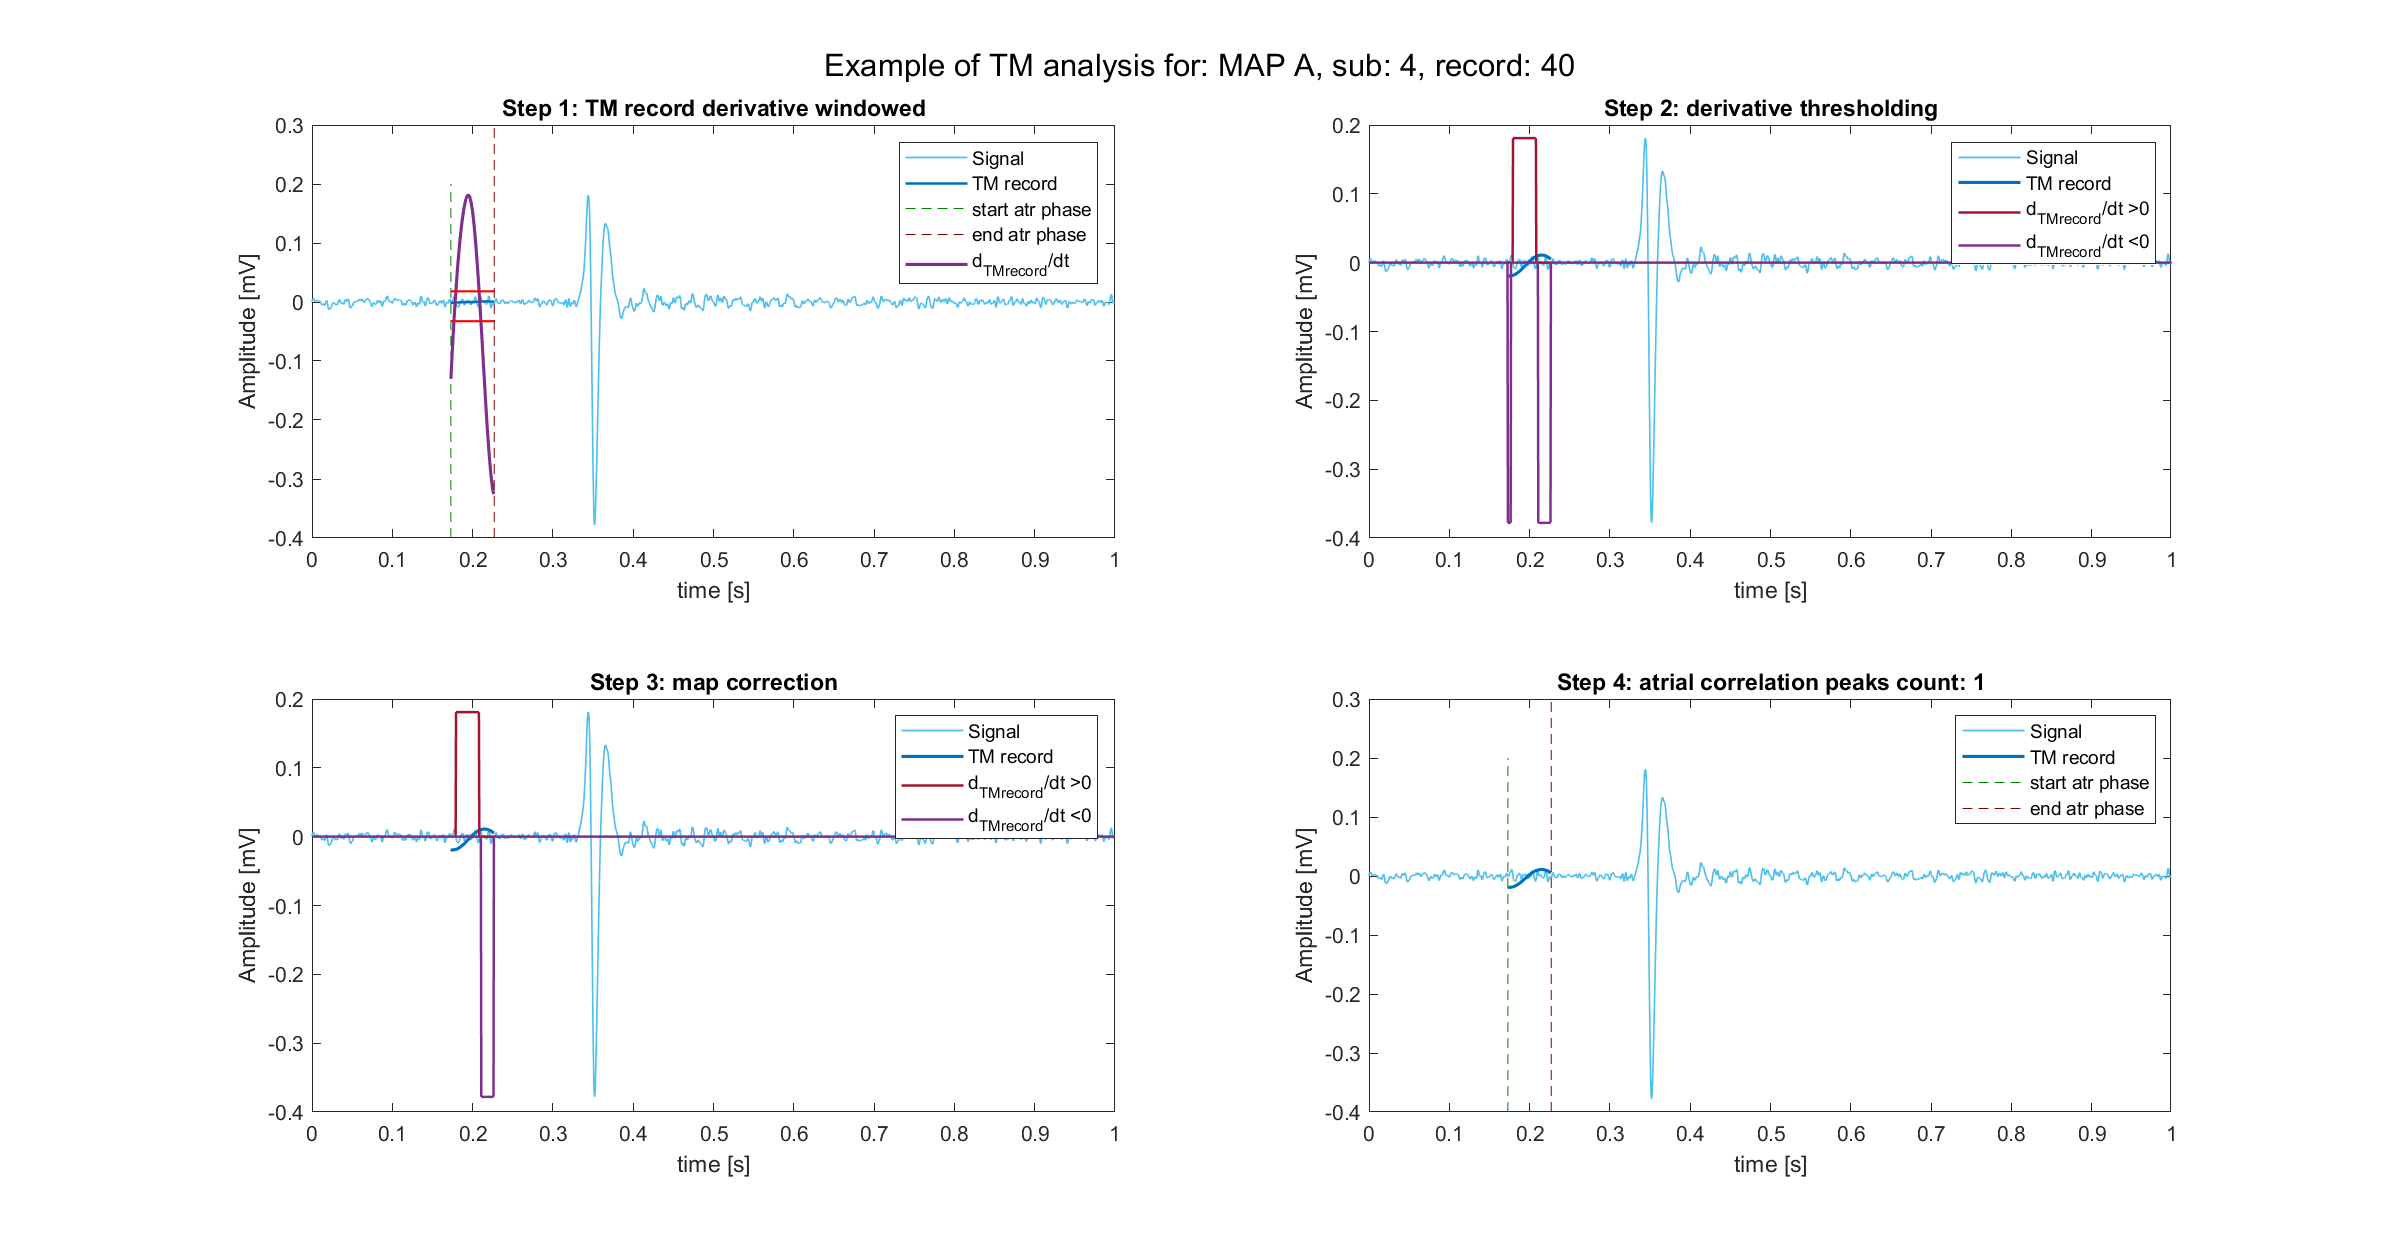 Example of TM analysis for: MAP A, sub: 4, record: 40
Step 1: TM record derivative windowed
0.3
0.2
0.1
0
-0.1
-0.2
-0.3
-0.4
Amplitude [mV]
0 0.1 0.2 0.3 0.4 0.5 0.6 0.7 0.8 0.9 1
time [s]
Signal
TM record
start atr phase
end atr phase
dTMrecord/dt
Step 2: derivative thresholding
0.2
0.1
0
-0.1
-0.2
-0.3
-0.4
Amplitude [mV]
0 0.1 0.2 0.3 0.4 0.5 0.6 0.7 0.8 0.9 1
time [s]
Signal
TM record
dTMrecord/dt >0
dTMrecord/dt <0
Step 3: map correction
0.2
0.1
0
-0.1
-0.2
-0.3
-0.4
Amplitude [mV]
0 0.1 0.2 0.3 0.4 0.5 0.6 0.7 0.8 0.9 1
time [s]
Signal
TM record
dTMrecord/dt >0
dTMrecord/dt <0
Step 4: atrial correlation peaks count: 1
0.3
0.2
0.1
0
-0.1
-0.2
-0.3
-0.4
Amplitude [mV]
0 0.1 0.2 0.3 0.4 0.5 0.6 0.7 0.8 0.9 1
time [s]
Signal
TM record
start atr phase
end atr phase